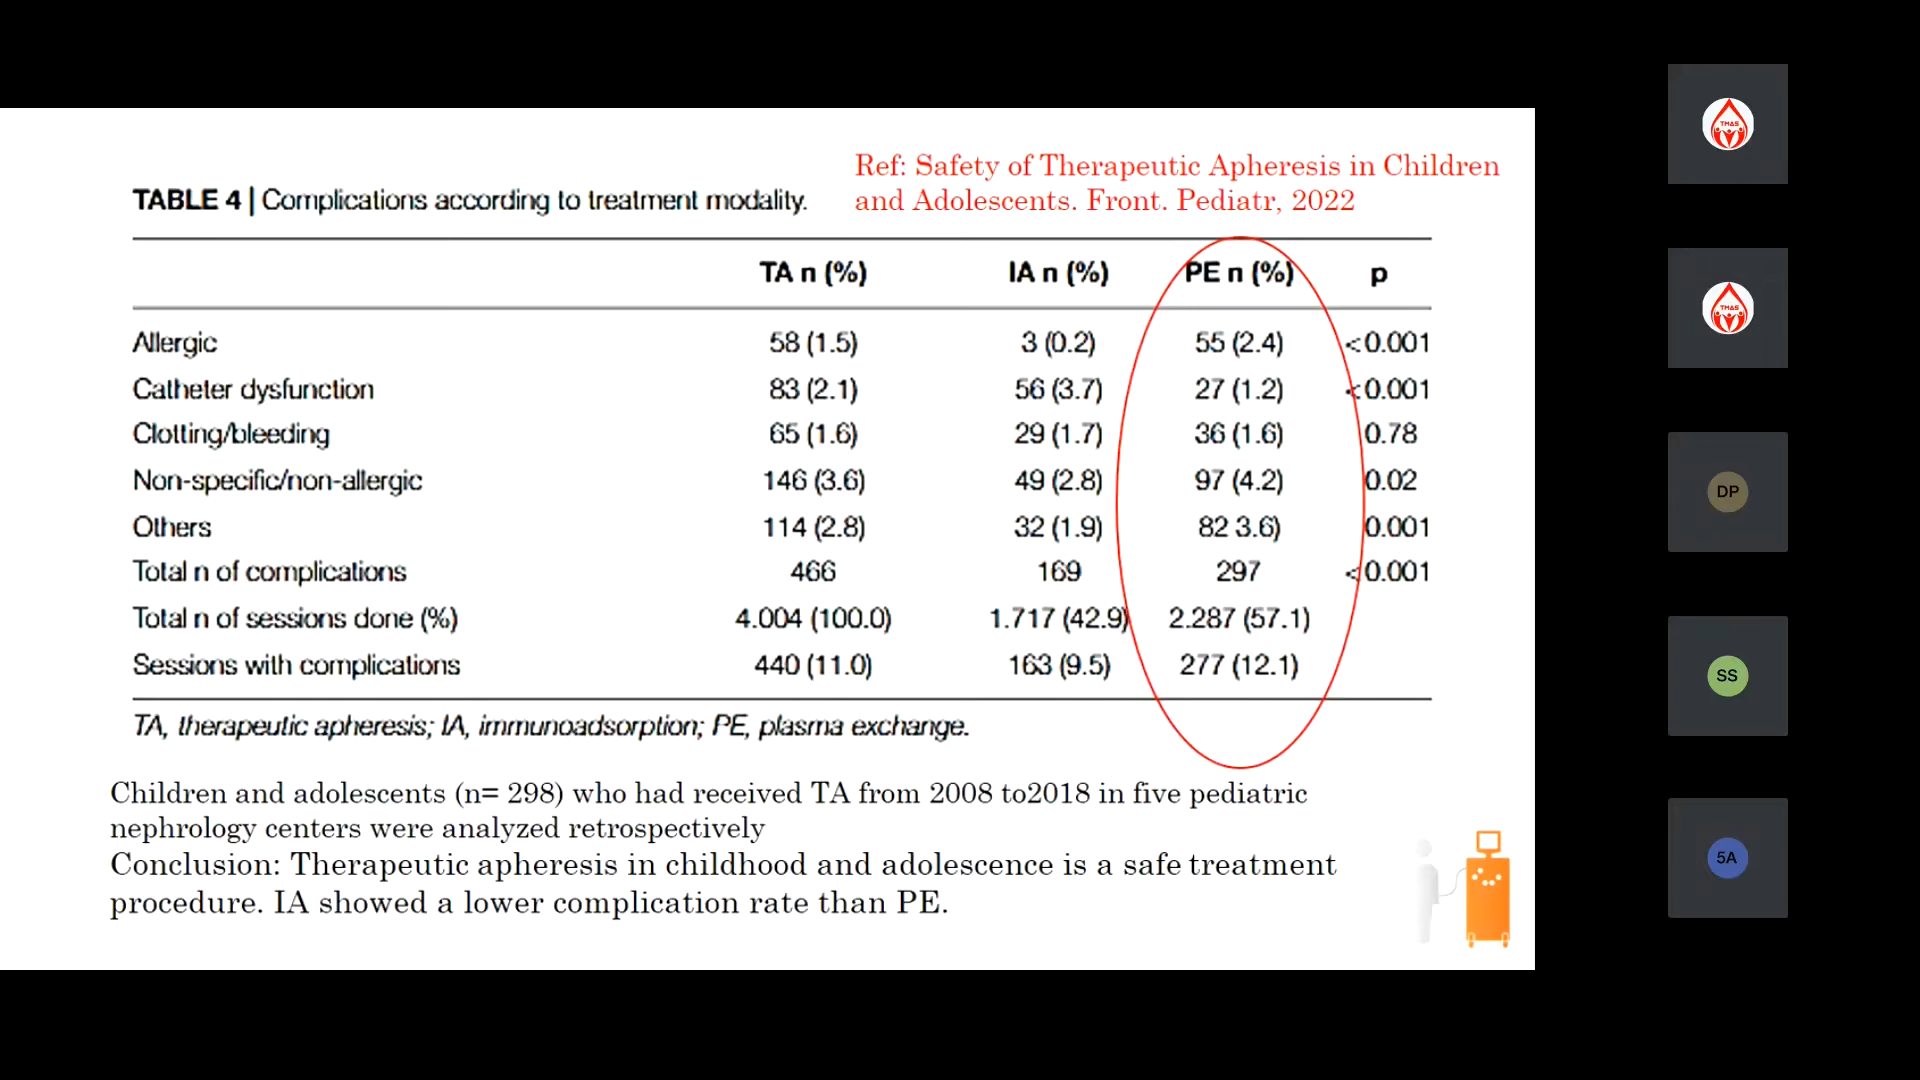 Ref: Safety of Therapeutic Apheresis in Children
and Adolescents. Front. Pediatr, 2022
TABLE 4 | Complications according to treatment modality.
TA n (%) IA n (%) PE n (%) p
Allergic 58 (1.5) 3 (0.2) 55 (2.4) <0.001
Catheter dysfunction 83 (2.1) 56 (3.7) 27 (1.2) <0.001
Clotting/bleeding 65 (1.6) 29 (1.7) 36 (1.6) 0.78
Non-specific/non-allergic 146 (3.6) 49 (2.8) 97 (4.2) 0.02
Others 114 (2.8) 32 (1.9) 82 3.6) 0.001
Total n of complications 466 169 297 <0.001
Total n of sessions done (%) 4.004 (100.0) 1.717 (42.9) 2.287 (57.1)
Sessions with complications 440 (11.0) 163 (9.5) 277 (12.1)
TA, therapeutic apheresis; IA, immunoadsorption; PE, plasma exchange.
Children and adolescents (n= 298) who had received TA from 2008 to2018 in five pediatric
nephrology centers were analyzed retrospectively
Conclusion: Therapeutic apheresis in childhood and adolescence is a safe treatment
procedure. IA showed a lower complication rate than PE.
TMAS
TMAS
DP
SS
5A